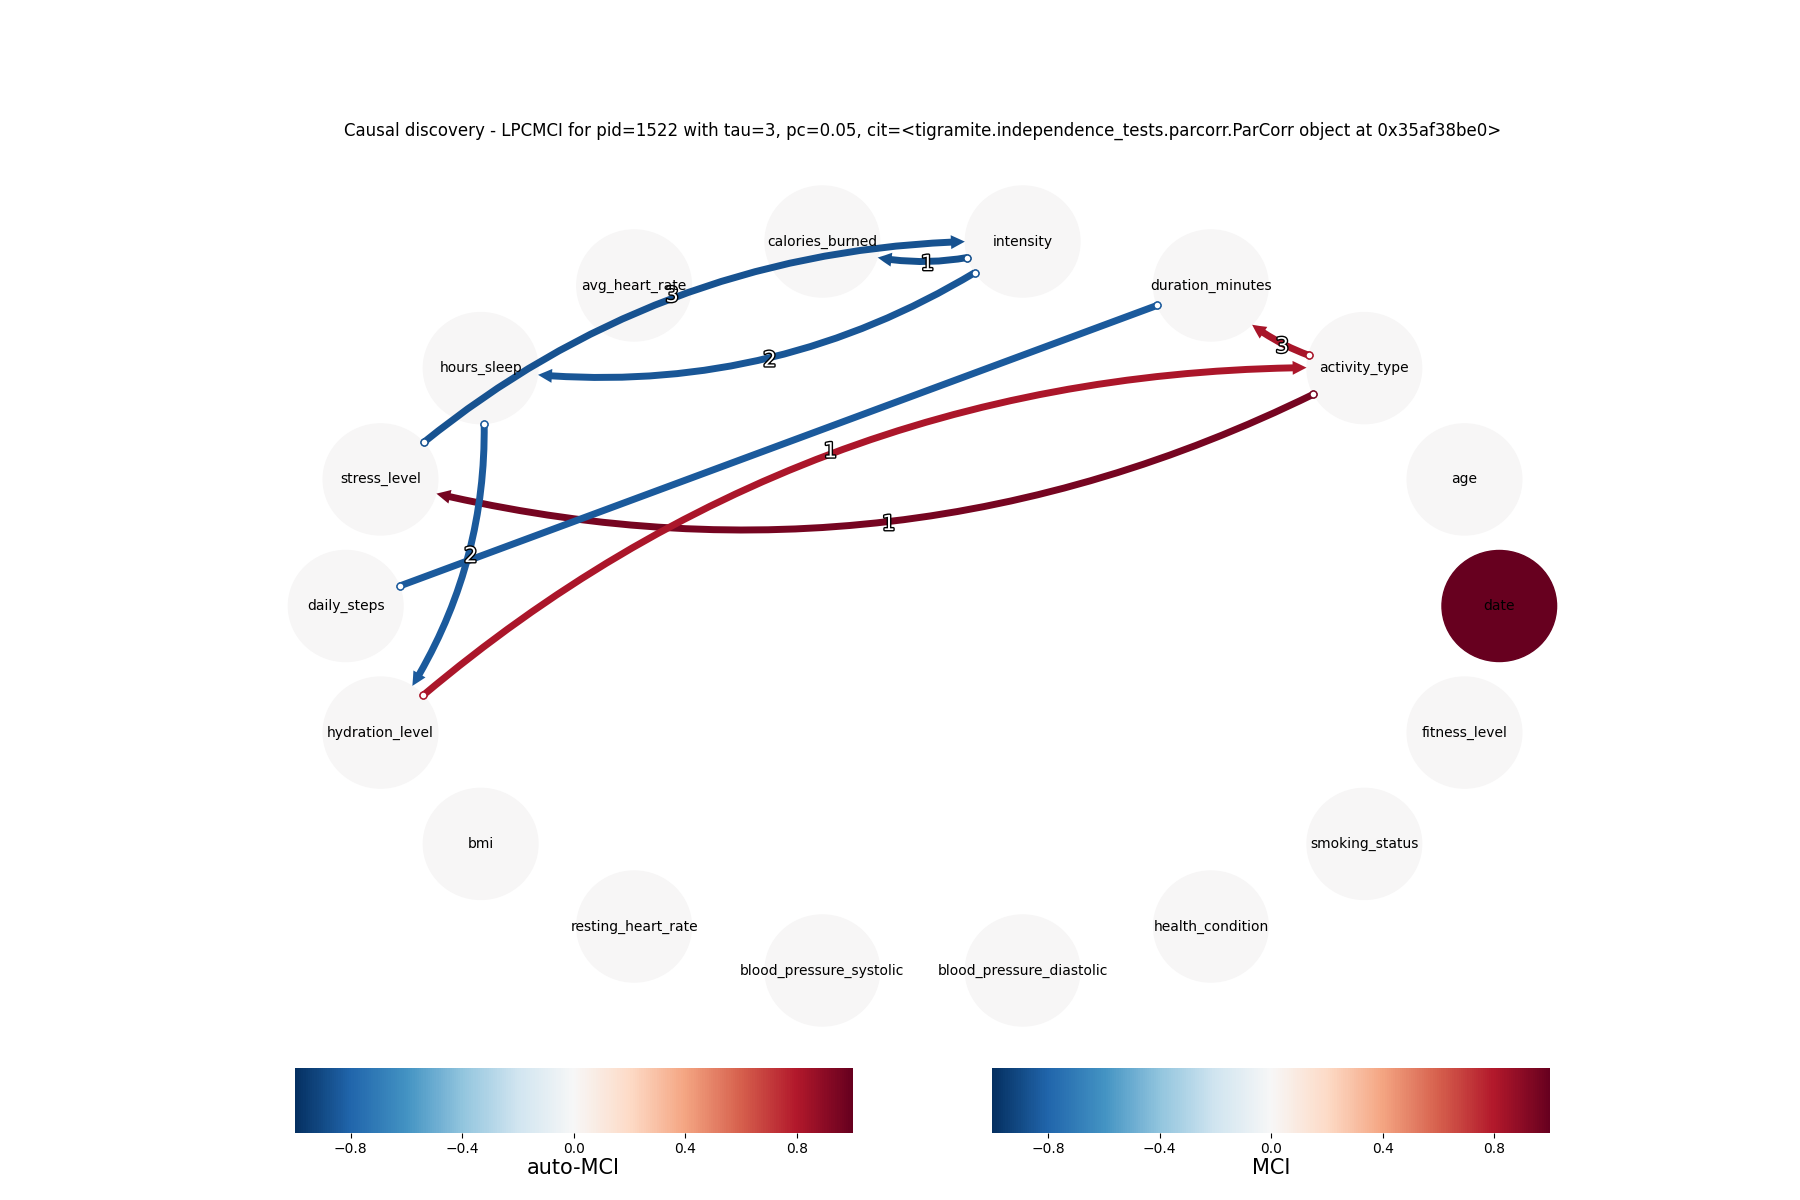 Causal discovery - LPCMCI for pid=1522 with tau=3, pc=0.05, cit=<tigramite.independence_tests.parcorr.ParCorr object at 0x35af38be0>
calories_burned
intensity
1
avg_heart_rate
3
duration_minutes
3
hours_sleep
2
activity_type
1
stress_level
age
1
2
daily_steps
date
hydration_level
fitness_level
bmi
smoking_status
resting_heart_rate
health_condition
blood_pressure_systolic
blood_pressure_diastolic
−0.8 −0.4 0.0 0.4 0.8
auto-MCI
−0.8 −0.4 0.0 0.4 0.8
MCI